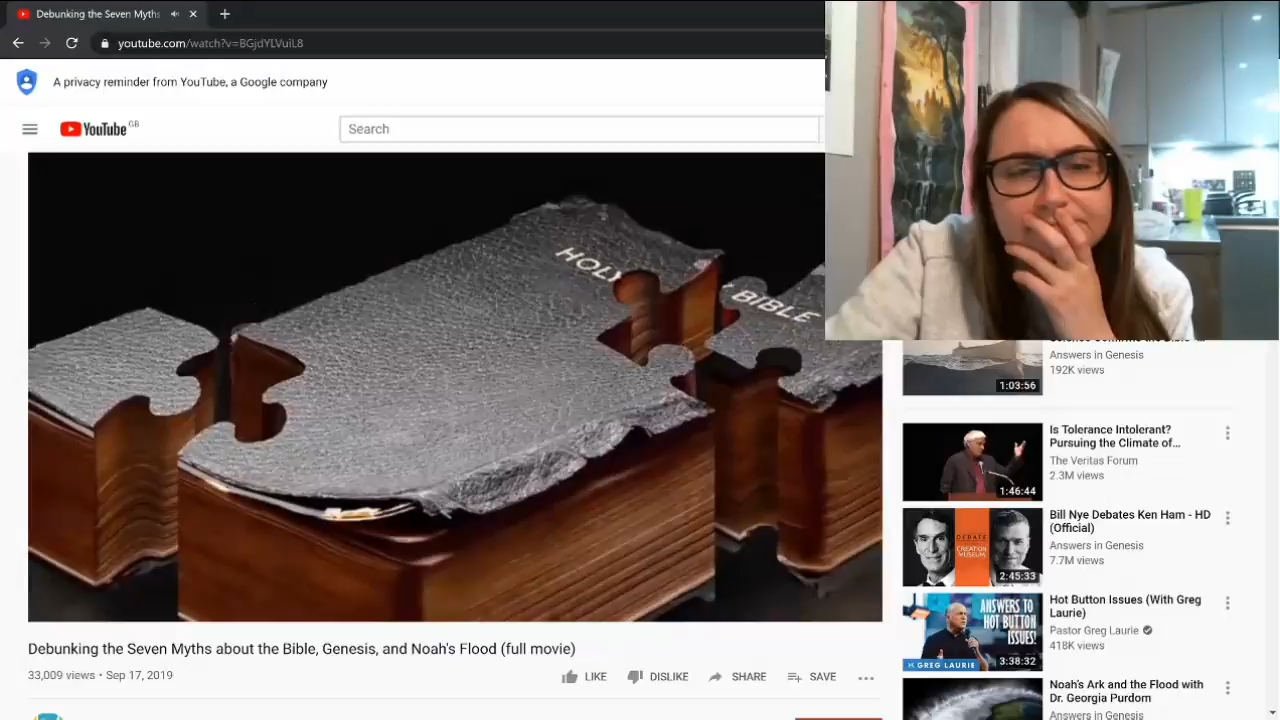 Debunking the Seven Myths
youtube.com/watch?v=BGjdYLVuiL8
A privacy reminder from YouTube, a Google company
YouTube GB
Search
HOLY BIBLE
Debunking the Seven Myths about the Bible, Genesis, and Noah's Flood (full movie)
33,009 views • Sep 17, 2019
LIKE
DISLIKE
SHARE
SAVE
Answers in Genesis
192K views
1:03:56
Is Tolerance Intolerant?
Pursuing the Climate of...
The Veritas Forum
2.3M views
1:46:44
Bill Nye Debates Ken Ham - HD
(Official)
Answers in Genesis
7.7M views
DEBATE
CREATION
MUSEUM
2:45:33
Hot Button Issues (With Greg
Laurie)
Pastor Greg Laurie
418K views
ANSWERS TO
HOT BUTTON
ISSUES!
GREG LAURIE
3:38:32
Noah's Ark and the Flood with
Dr. Georgia Purdom
Answers in Genesis